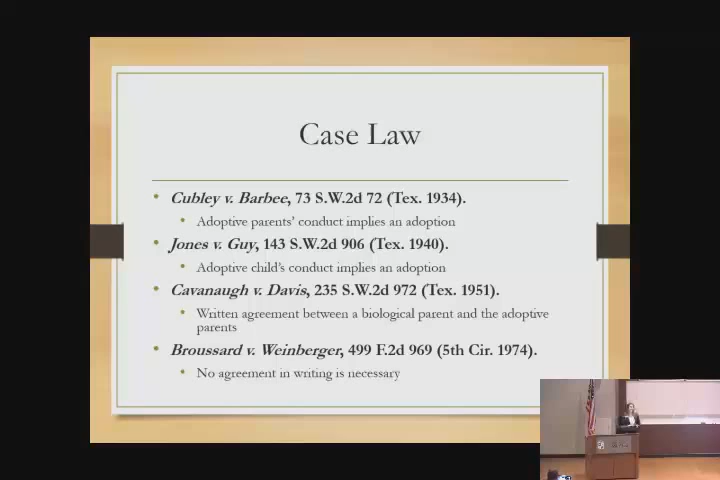 Case Law
• Cubley v. Barbee, 73 S.W.2d 72 (Tex. 1934).
• Adoptive parents' conduct implies an adoption
• Jones v. Guy, 143 S.W.2d 906 (Tex. 1940).
• Adoptive child's conduct implies an adoption
• Cavanaugh v. Davis, 235 S.W.2d 972 (Tex. 1951).
• Written agreement between a biological parent and the adoptive
parents
• Broussard v. Weinberger, 499 F.2d 969 (5th Cir. 1974).
• No agreement in writing is necessary